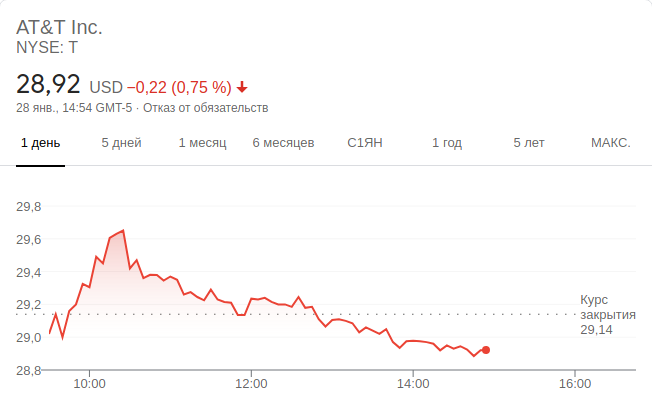 AT&T Inc.
NYSE: T
28,92 USD −0,22 (0,75 %)
28 янв., 14:54 GMT-5 · Отказ от обязательств
1 день 5 дней 1 месяц 6 месяцев С1ЯН 1 год 5 лет МАКС.
29,8
29,6
29,4
29,2
29,0
28,8
Курс
закрытия
29,14
10:00 12:00 14:00 16:00